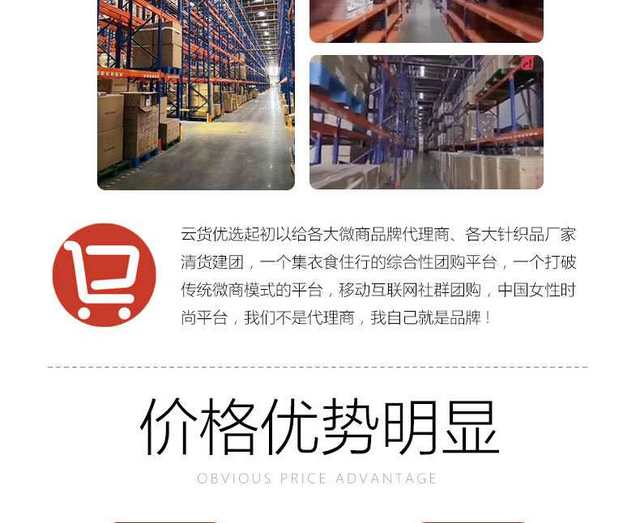 云货优选起初以给各大微商品牌代理商、各大针织品厂家
清货建团，一个集衣食住行的综合性团购平台，一个打破
传统微商模式的平台，移动互联网社群团购，中国女性时
尚平台，我们不是代理商，我自己就是品牌！
价格优势明显
OBVIOUS PRICE ADVANTAGE